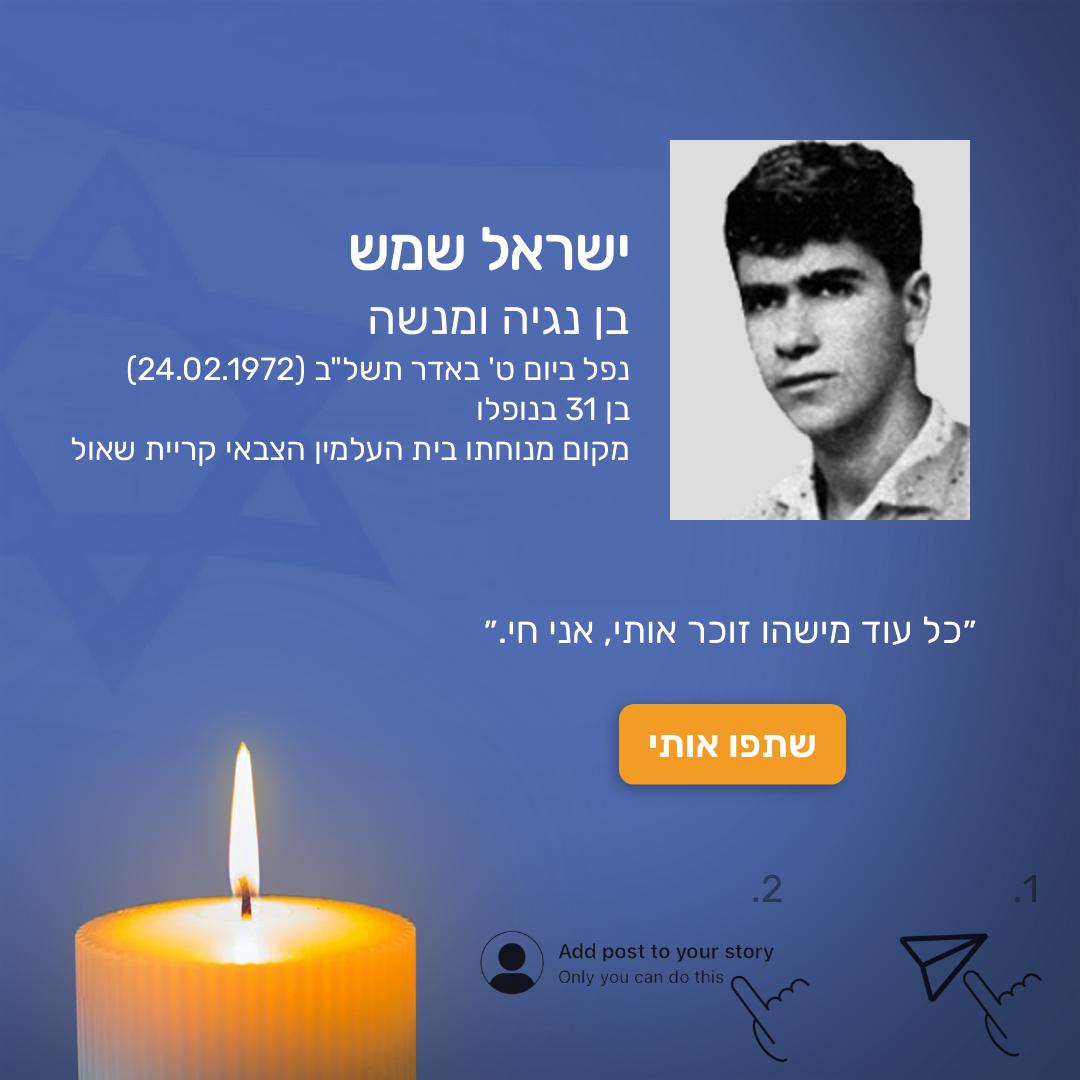 ישראל שמש
בן נגיה ומנשה
נפל ביום ט' באדר תשל"ב (24.02.1972)
בן 31 בנופלו
מקום מנוחתו בית העלמין הצבאי קריית שאול
״כל עוד מישהו זוכר אותי, אני חי.״
שתפו אותי
1.
2.
Add post to your story
Only you can do this